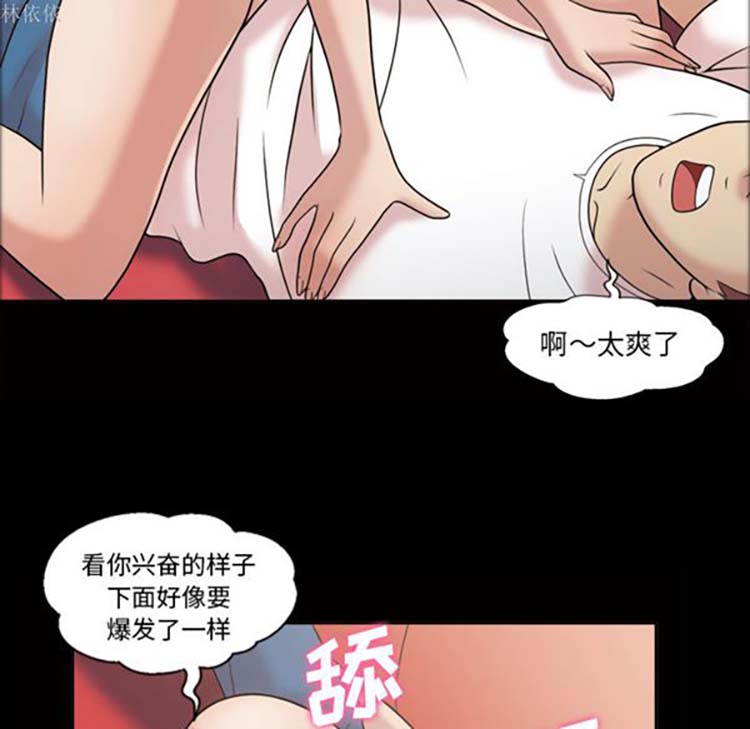 林依依
啊～太爽了
看你兴奋的样子
下面好像要
爆发了一样
舔